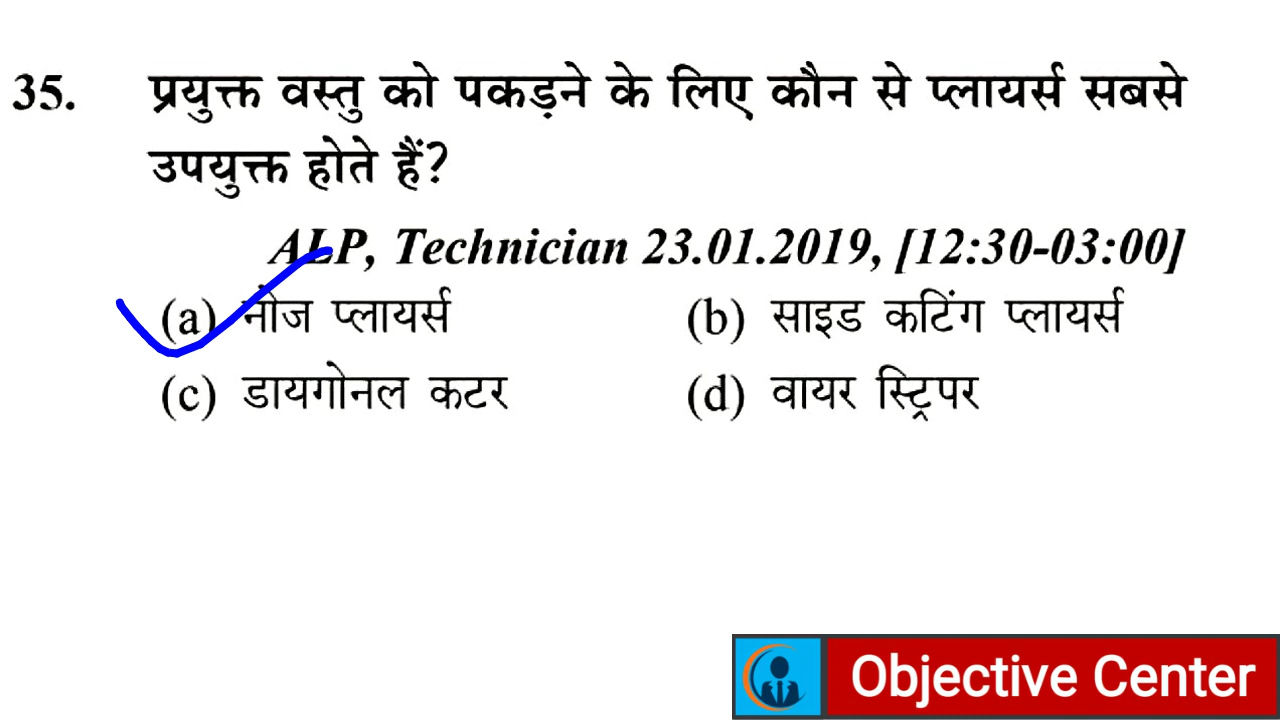 35. प्रयुक्त वस्तु को पकड़ने के लिए कौन से प्लायर्स सबसे
उपयुक्त होते हैं?
ALP, Technician 23.01.2019, [12:30-03:00]
(a) नोज प्लायर्स (b) साइड कटिंग प्लायर्स
(c) डायगोनल कटर (d) वायर स्ट्रिपर
Objective Center